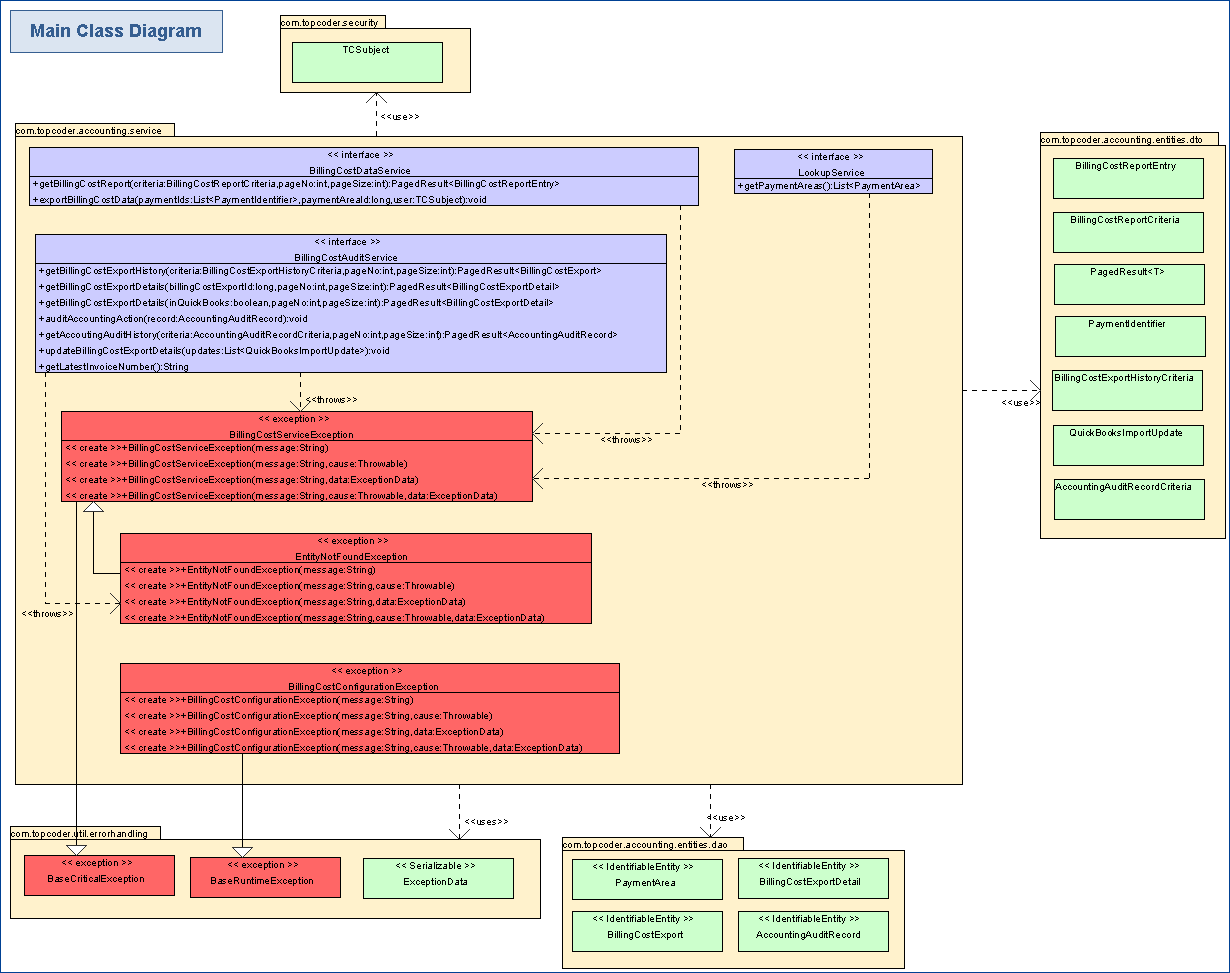 Main Class Diagram
com.topcoder.security
TCSubject
<<use>>
com.topcoder.accounting.service
<< interface >>
BillingCostDataService
+getBillingCostReport(criteria:BillingCostReportCriteria,pageNo:int,pageSize:int):PagedResult<BillingCostReportEntry>
+exportBillingCostData(paymentIds:List<PaymentIdentifier>,paymentAreaId:long,user:TCSubject):void
<< interface >>
LookupService
+getPaymentAreas():List<PaymentArea>
<< interface >>
BillingCostAuditService
+getBillingCostExportHistory(criteria:BillingCostExportHistoryCriteria,pageNo:int,pageSize:int):PagedResult<BillingCostExport>
+getBillingCostExportDetails(billingCostExportId:long,pageNo:int,pageSize:int):PagedResult<BillingCostExportDetail>
+getBillingCostExportDetails(inQuickBooks:boolean,pageNo:int,pageSize:int):PagedResult<BillingCostExportDetail>
+auditAccountingAction(record:AccountingAuditRecord):void
+getAccoutingAuditHistory(criteria:AccountingAuditRecordCriteria,pageNo:int,pageSize:int):PagedResult<AccountingAuditRecord>
+updateBillingCostExportDetails(updates:List<QuickBooksImportUpdate>):void
+getLatestInvoiceNumber():String
<<throws>>
<< exception >>
BillingCostServiceException
<< create >>+BillingCostServiceException(message:String)
<< create >>+BillingCostServiceException(message:String,cause:Throwable)
<< create >>+BillingCostServiceException(message:String,data:ExceptionData)
<< create >>+BillingCostServiceException(message:String,cause:Throwable,data:ExceptionData)
<<throws>>
<<throws>>
<< exception >>
EntityNotFoundException
<< create >>+EntityNotFoundException(message:String)
<< create >>+EntityNotFoundException(message:String,cause:Throwable)
<< create >>+EntityNotFoundException(message:String,data:ExceptionData)
<< create >>+EntityNotFoundException(message:String,cause:Throwable,data:ExceptionData)
<<throws>>
<< exception >>
BillingCostConfigurationException
<< create >>+BillingCostConfigurationException(message:String)
<< create >>+BillingCostConfigurationException(message:String,cause:Throwable)
<< create >>+BillingCostConfigurationException(message:String,data:ExceptionData)
<< create >>+BillingCostConfigurationException(message:String,cause:Throwable,data:ExceptionData)
<<use>>
com.topcoder.accounting.entities.dto
BillingCostReportEntry
BillingCostReportCriteria
PagedResult<T>
PaymentIdentifier
BillingCostExportHistoryCriteria
QuickBooksImportUpdate
AccountingAuditRecordCriteria
<<uses>>
<<use>>
com.topcoder.util.errorhandling
<< exception >>
BaseCriticalException
<< exception >>
BaseRuntimeException
<< Serializable >>
ExceptionData
com.topcoder.accounting.entities.dao
<< IdentifiableEntity >>
PaymentArea
<< IdentifiableEntity >>
BillingCostExportDetail
<< IdentifiableEntity >>
BillingCostExport
<< IdentifiableEntity >>
AccountingAuditRecord